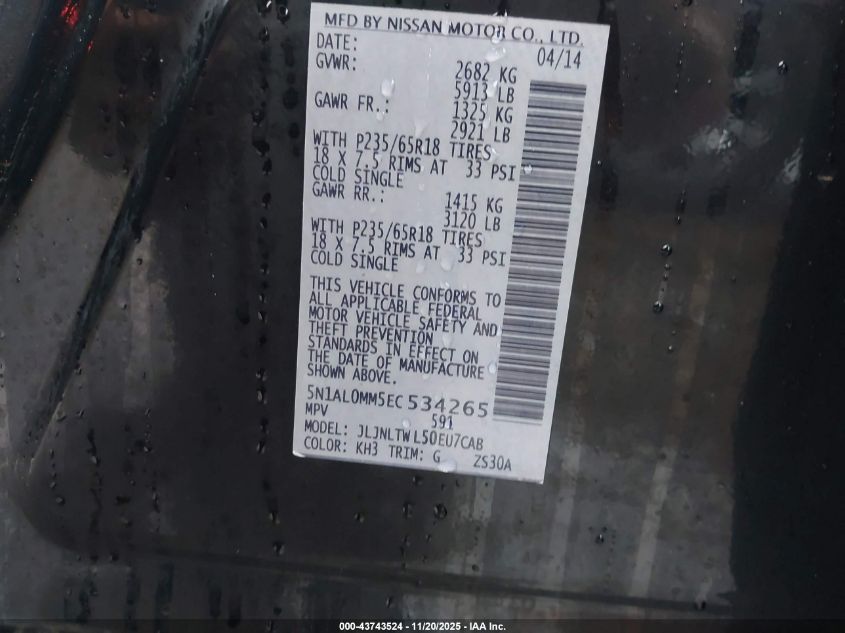 MFD BY NISSAN MOTOR CO., LTD.
DATE: 04/14
GVWR: 2682 KG
5913 LB
GAWR FR.: 1325 KG
2921 LB
WITH P235/65R18 TIRES
18 X 7.5 RIMS AT 33 PSI
COLD SINGLE
GAWR RR.: 1415 KG
3120 LB
WITH P235/65R18 TIRES
18 X 7.5 RIMS AT 33 PSI
COLD SINGLE
THIS VEHICLE CONFORMS TO
ALL APPLICABLE FEDERAL
MOTOR VEHICLE SAFETY AND
THEFT PREVENTION
STANDARDS IN EFFECT ON
THE DATE OF MANUFACTURE
SHOWN ABOVE.
5N1AL0MM5EC534265
MPV 591
MODEL: JLJNLTWL50EU7CAB
COLOR: KH3 TRIM: G ZS30A
000-43743524 - 11/20/2025 - IAA Inc.